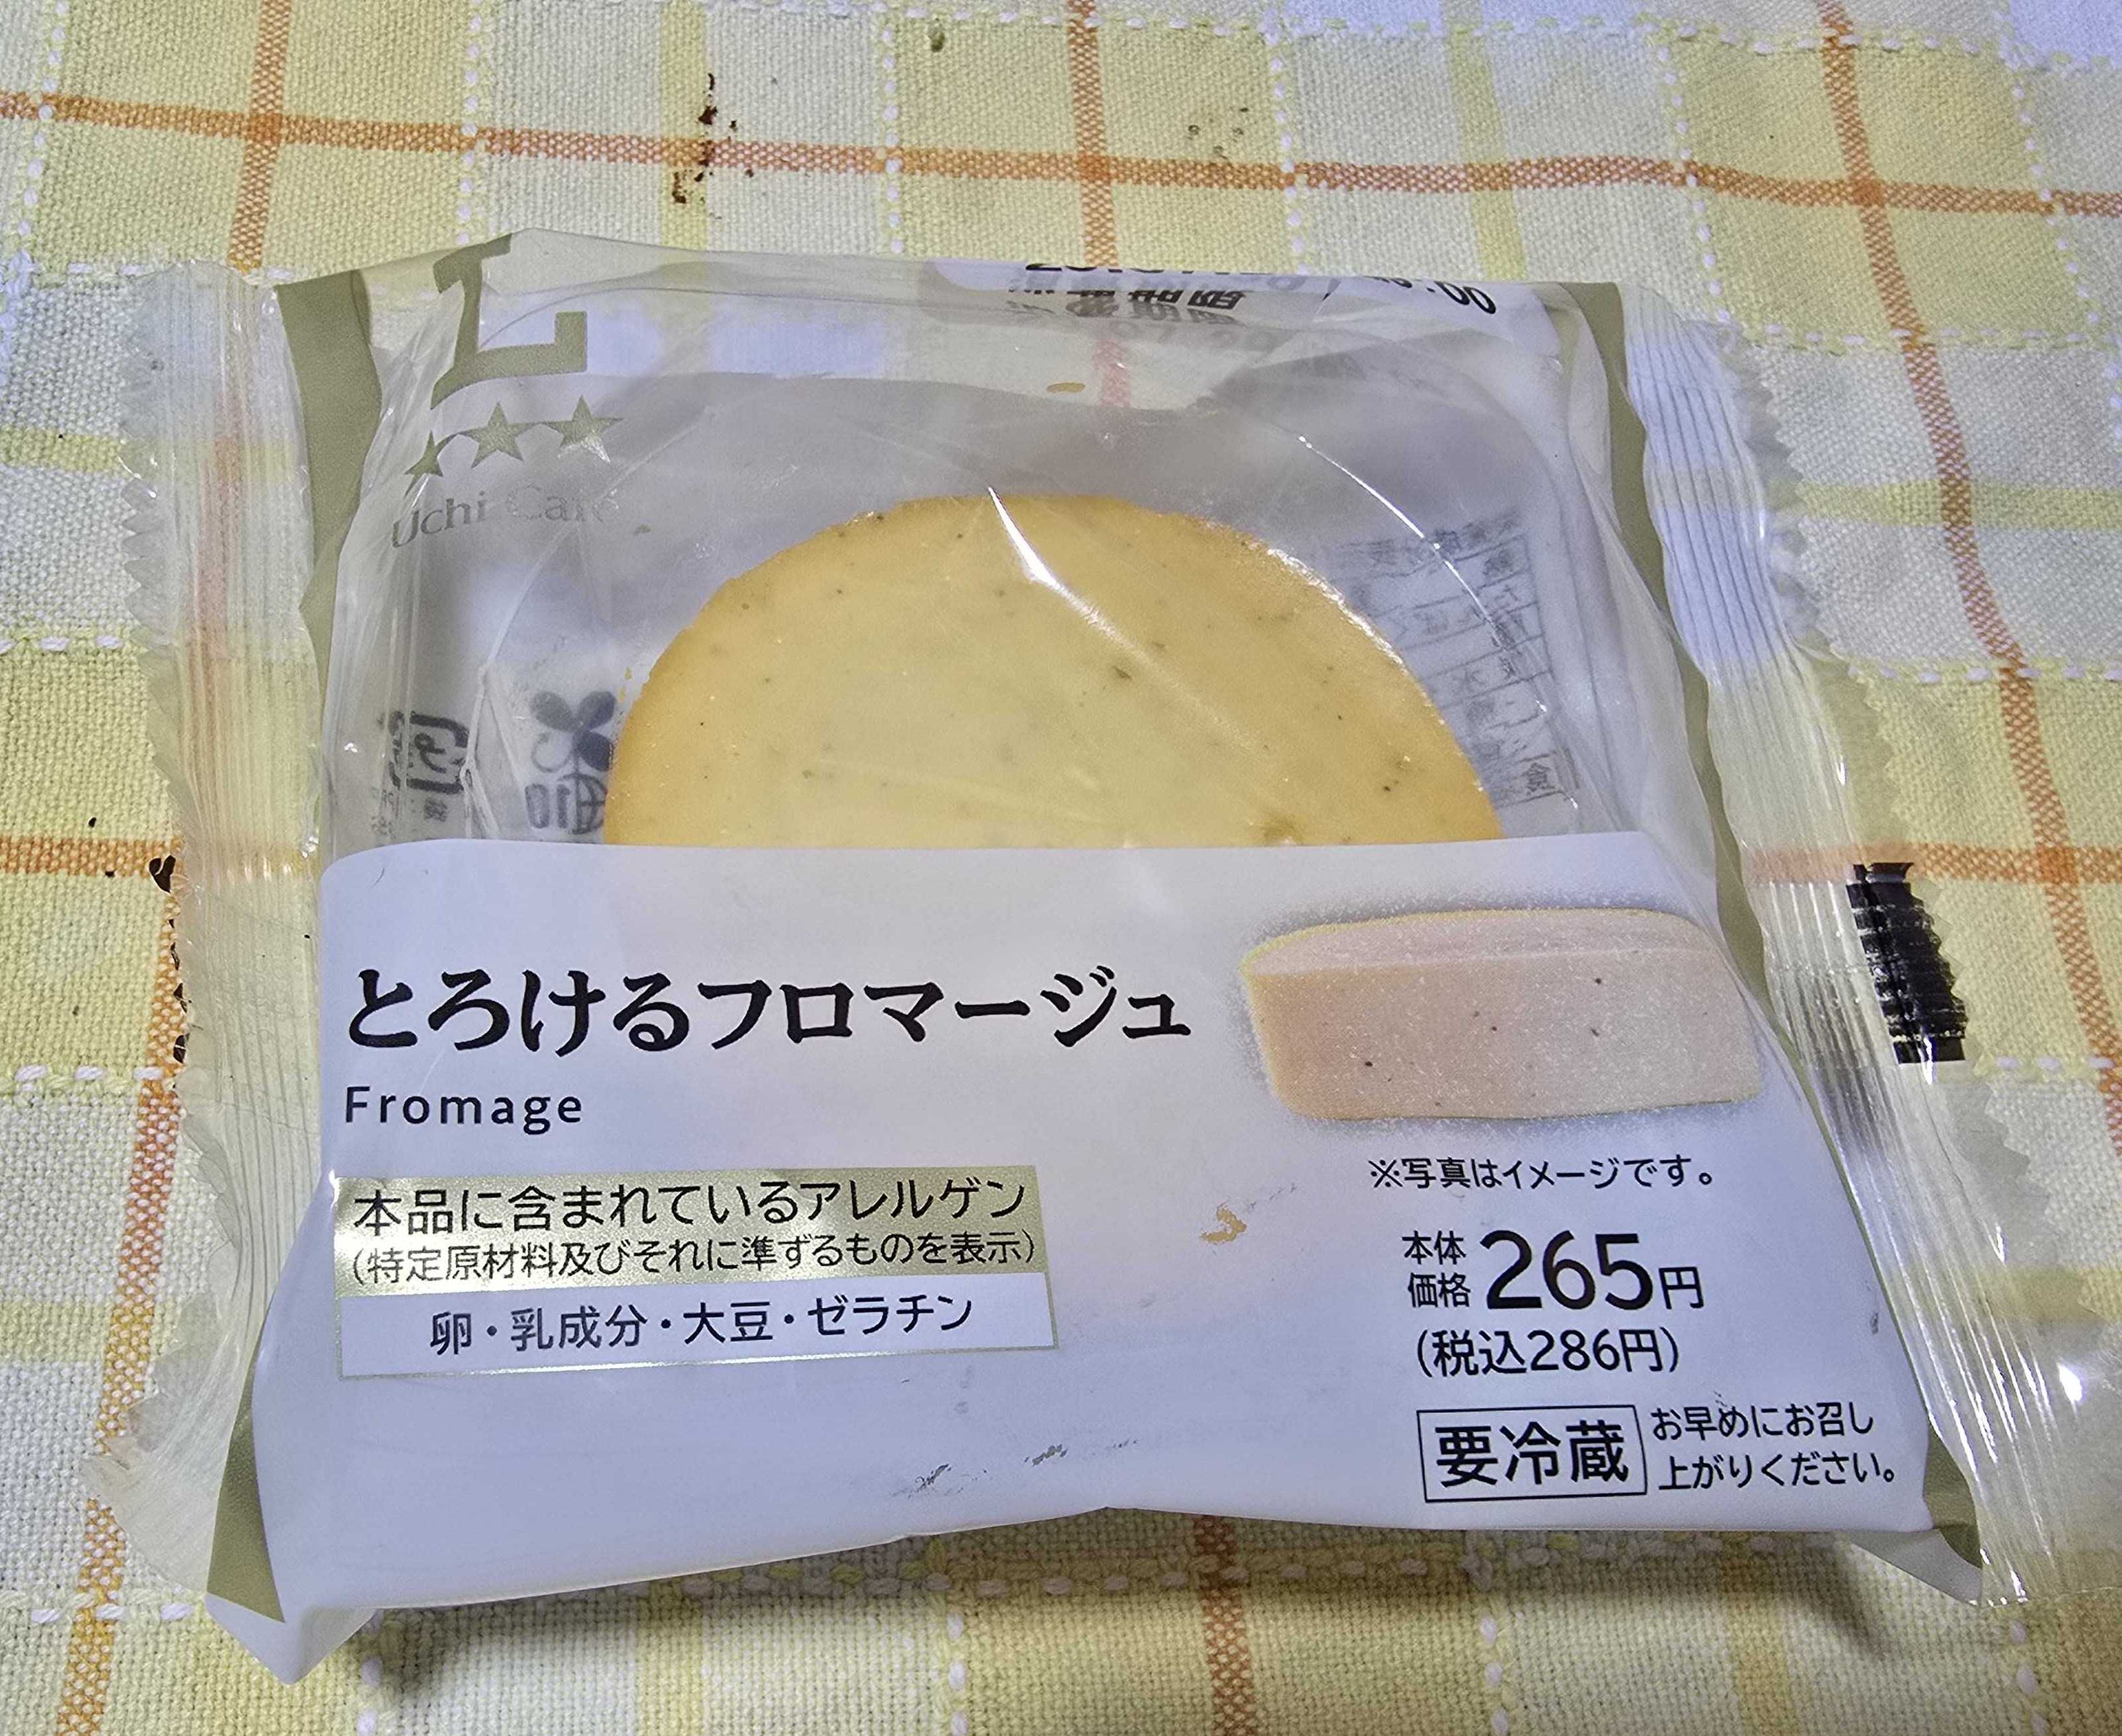 Uchi Café
とろけるフロマージュ
Fromage
本品に含まれているアレルゲン
(特定原材料及びそれに準ずるものを表示)
卵・乳成分・大豆・ゼラチン
※写真はイメージです。
本体
価格 265円
(税込286円)
要冷蔵
お早めにお召し
上がりください。